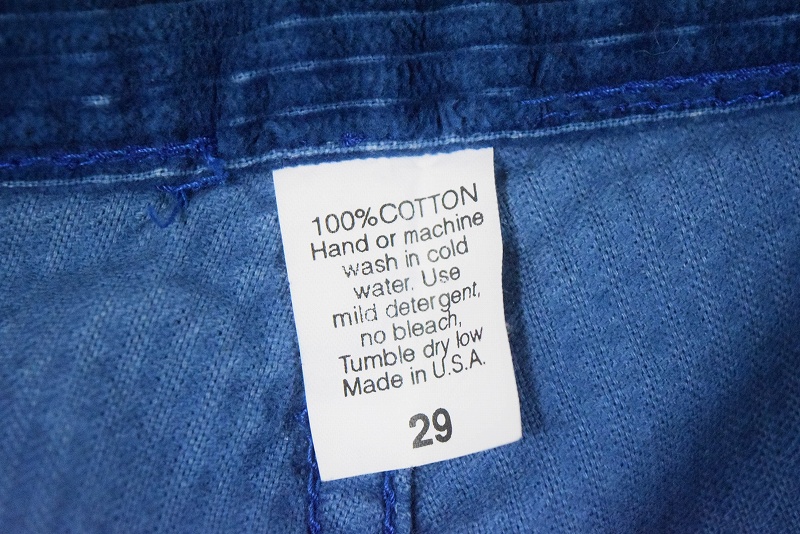 100%COTTON
Hand or machine
wash in cold
water. Use
mild detergent,
no bleach,
Tumble dry low
Made in U.S.A.
29